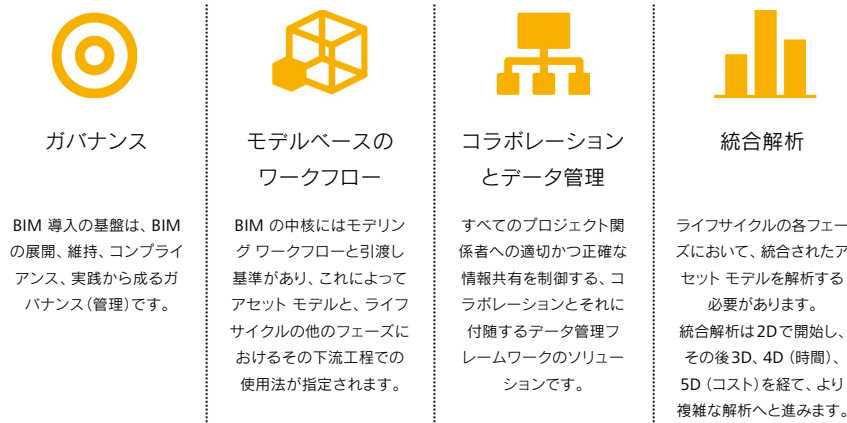 ガバナンス
BIM 導入の基盤は、BIM
の展開、維持、コンプライ
アンス、実践から成るガ
バナンス（管理）です。
モデルベースの
ワークフロー
BIM の中核にはモデリン
グ ワークフローと引渡し
基準があり、これによって
アセット モデルと、ライフ
サイクルの他のフェーズに
おけるその下流工程での
使用法が指定されます。
コラボレーション
とデータ管理
すべてのプロジェクト関
係者への適切かつ正確な
情報共有を制御する、コ
ラボレーションとそれに
付随するデータ管理フ
レームワークのソリュー
ションです。
統合解析
ライフサイクルの各フェー
ズにおいて、統合されたア
セット モデルを解析する
必要があります。
統合解析は2Dで開始し、
その後3D、4D（時間）、
5D（コスト）を経て、より
複雑な解析へと進みます。